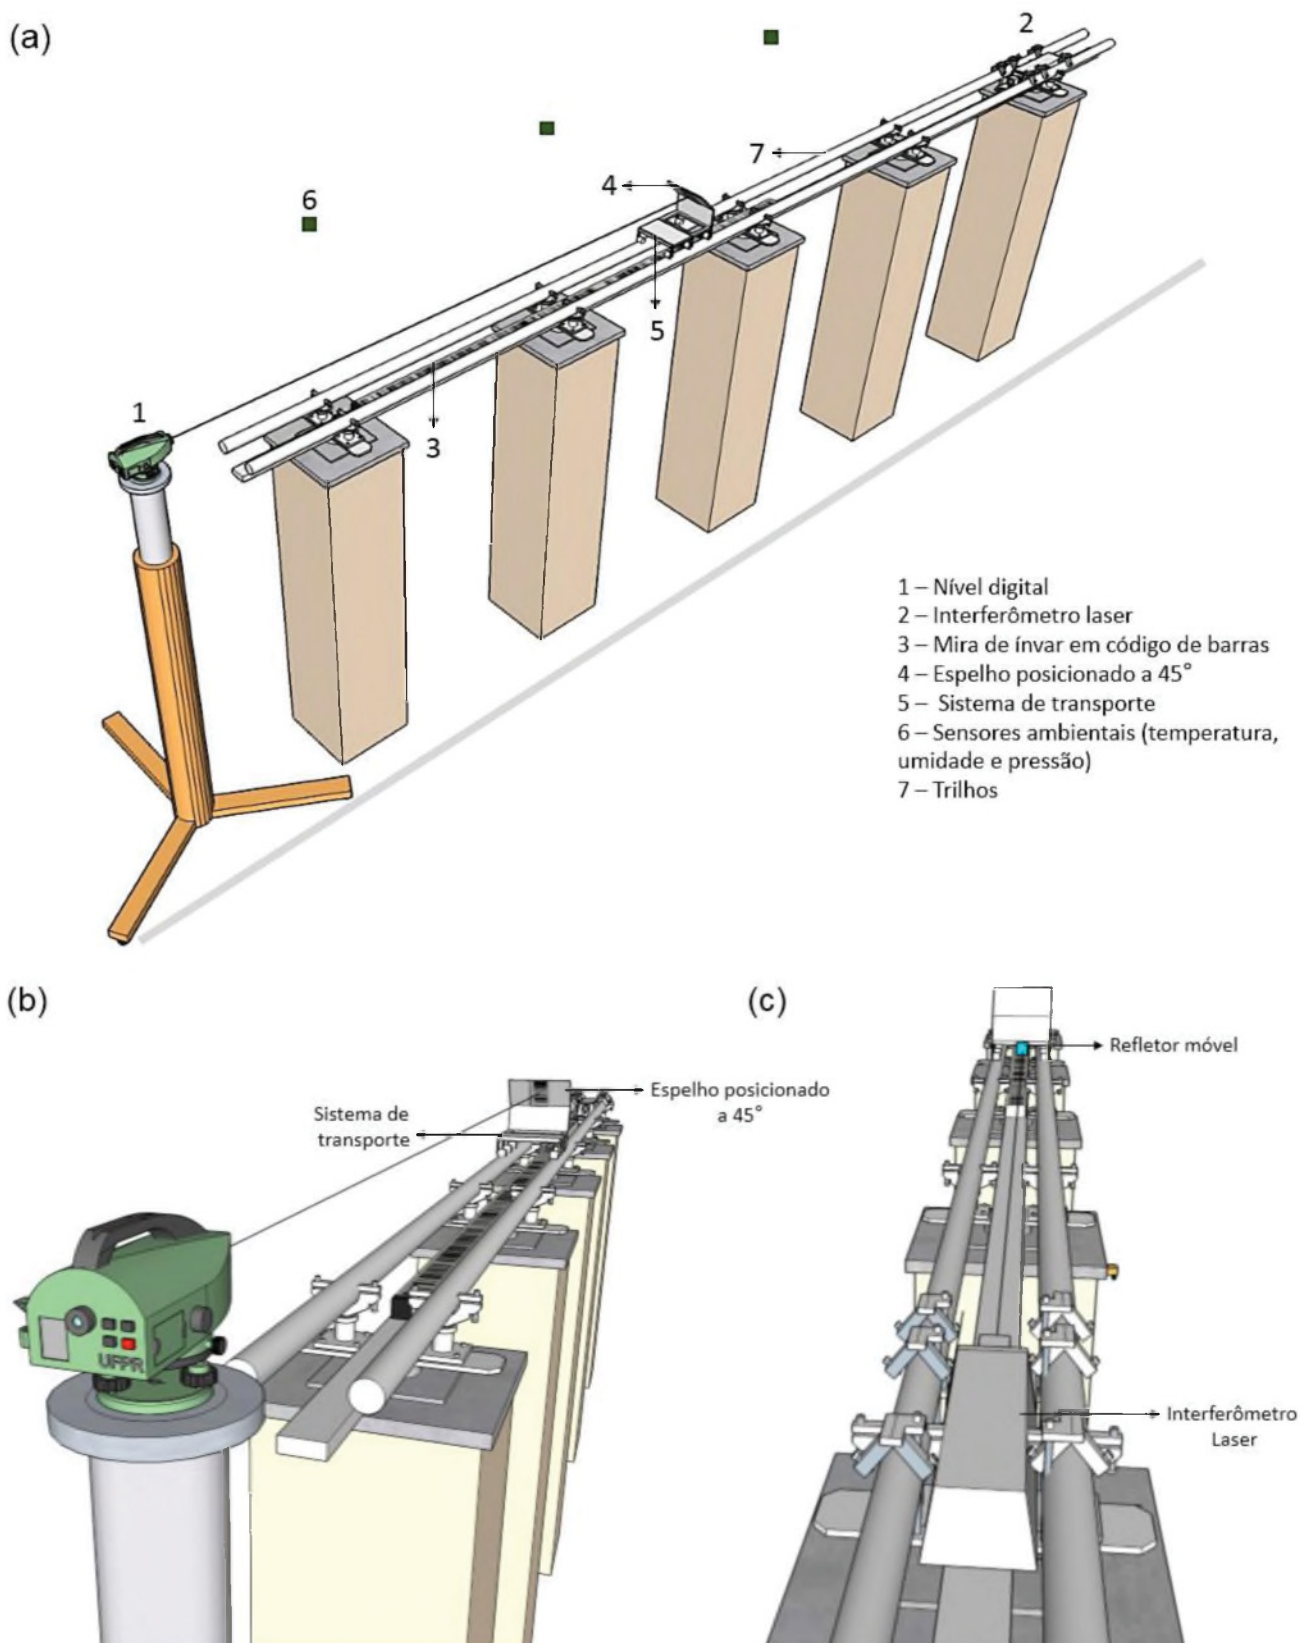 (a)
2
7
4
6
5
1
3
1 – Nível digital
2 – Interferômetro laser
3 – Mira de ínvar em código de barras
4 – Espelho posicionado a 45°
5 – Sistema de transporte
6 – Sensores ambientais (temperatura,
umidade e pressão)
7 – Trilhos
(b)
Sistema de
transporte
Espelho posicionado
a 45°
UFPR
(c)
Refletor móvel
Interferômetro
Laser